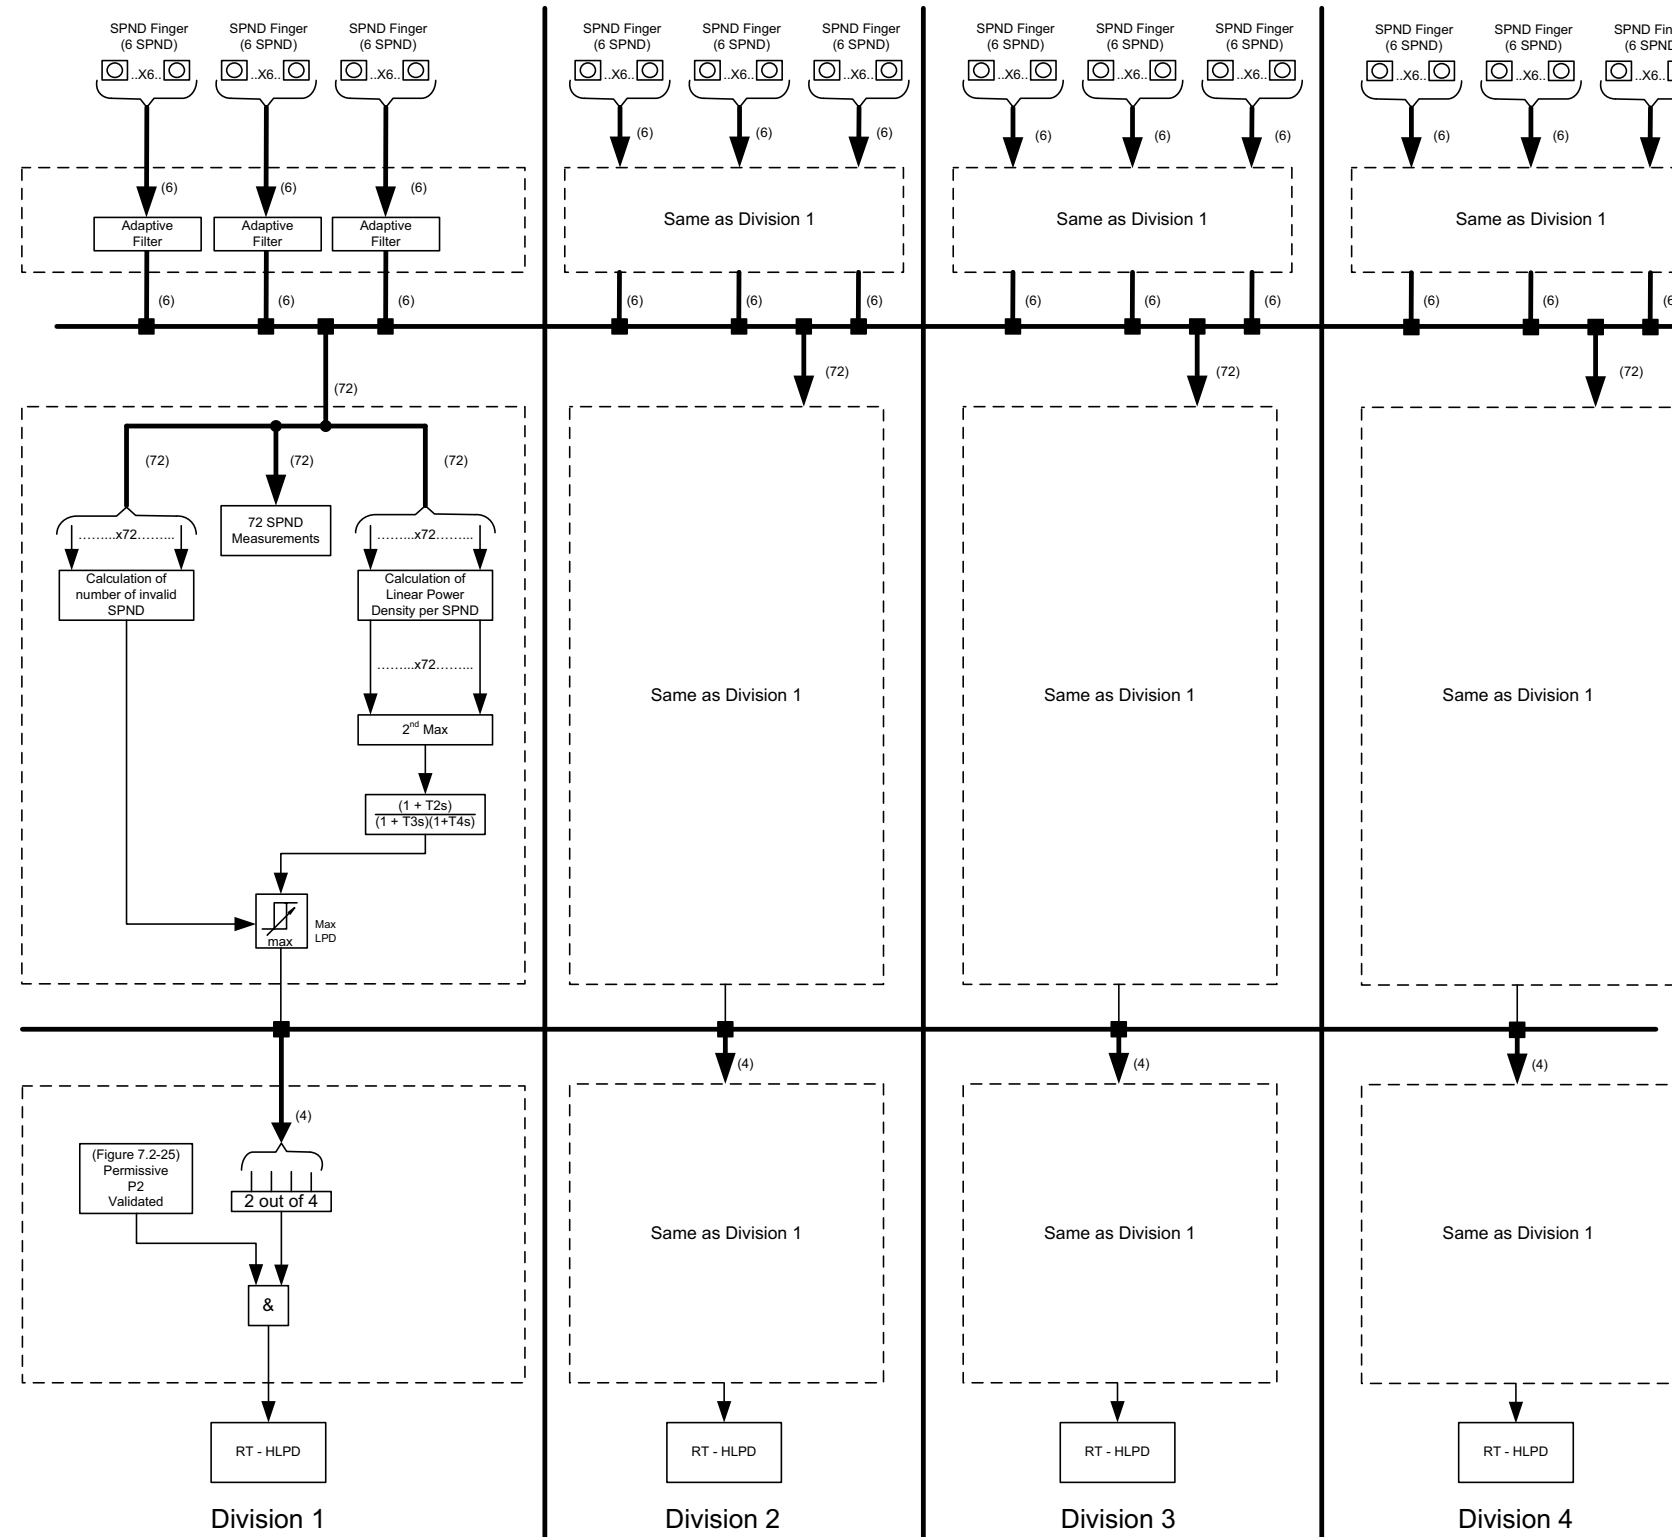 SPND Finger SPND Finger SPND Finger SPND Finger SPND Finger SPND Finger SPND Finger SPND Finger SPND Finger SPND Finger SPND Finger SPND Fin
(6 SPND) (6 SPND) (6 SPND) (6 SPND) (6 SPND) (6 SPND) (6 SPND) (6 SPND) (6 SPND) (6 SPND) (6 SPND) (6 SPN
..X6.. ..X6.. ..X6.. ..X6.. ..X6.. ..X6.. ..X6.. ..X6.. ..X6.. ..X6.. ..X6.. ..X6..
(6) (6) (6) (6) (6) (6) (6) (6)
(6) (6) (6)
Adaptive Adaptive Adaptive
Filter Filter Filter
Same as Division 1 Same as Division 1 Same as Division 1
(6) (6) (6) (6) (6) (6) (6) (6) (6) (6) (6) (6
(72) (72) (72) (72)
(72) (72) (72)
.........x72......... .........x72.........
72 SPND
Measurements
Calculation of
number of invalid
SPND
Calculation of
Linear Power
Density per SPND
.........x72.........
Same as Division 1 Same as Division 1 Same as Division 1
2nd Max
(1 + T2s)
(1 + T3s)(1+T4s)
max
Max
LPD
(4) (4) (4)
(4)
(Figure 7.2-25)
Permissive
P2
Validated
2 out of 4
Same as Division 1 Same as Division 1 Same as Division 1
&
RT - HLPD RT - HLPD RT - HLPD RT - HLPD
Division 1 Division 2 Division 3 Division 4